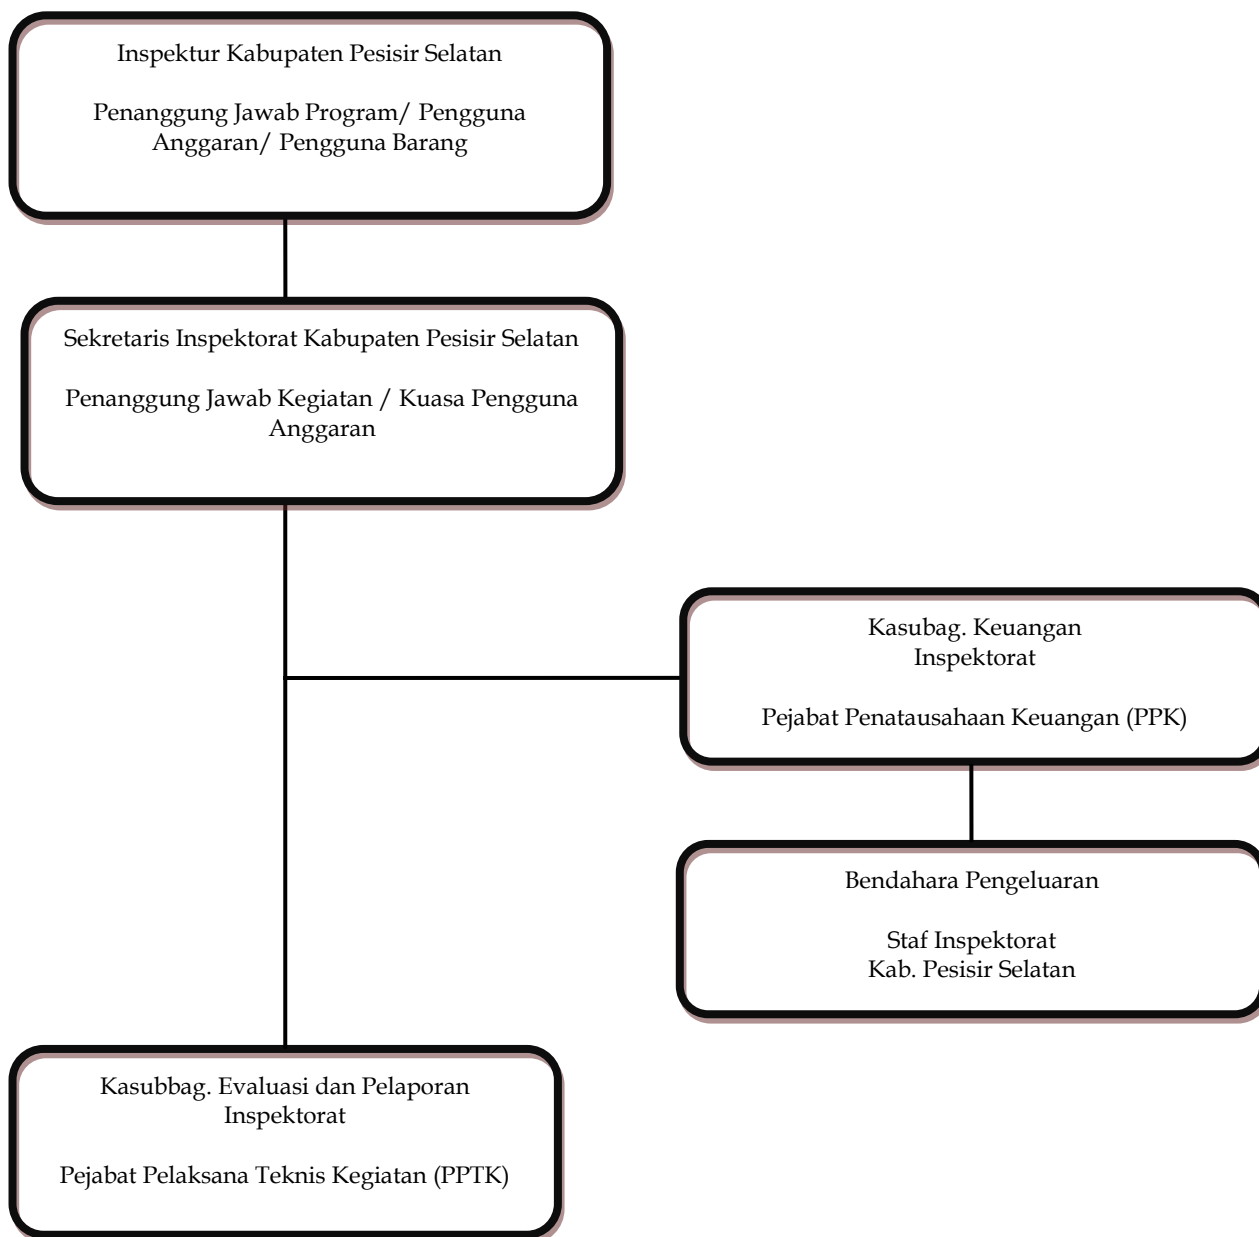 Inspektur Kabupaten Pesisir Selatan
Penanggung Jawab Program/ Pengguna
Anggaran/ Pengguna Barang
Sekretaris Inspektorat Kabupaten Pesisir Selatan
Penanggung Jawab Kegiatan / Kuasa Pengguna
Anggaran
Kasubag. Keuangan
Inspektorat
Pejabat Penatausahaan Keuangan (PPK)
Bendahara Pengeluaran
Staf Inspektorat
Kab. Pesisir Selatan
Kasubbag. Evaluasi dan Pelaporan
Inspektorat
Pejabat Pelaksana Teknis Kegiatan (PPTK)